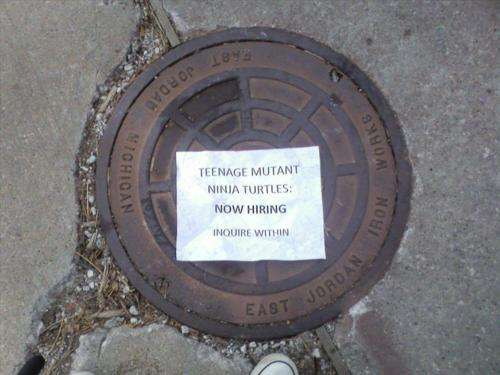 TEENAGE MUTANT
NINJA TURTLES:
NOW HIRING
INQUIRE WITHIN
EAST JORDAN IRON WORKS
EAST JORDAN
MICHIGAN